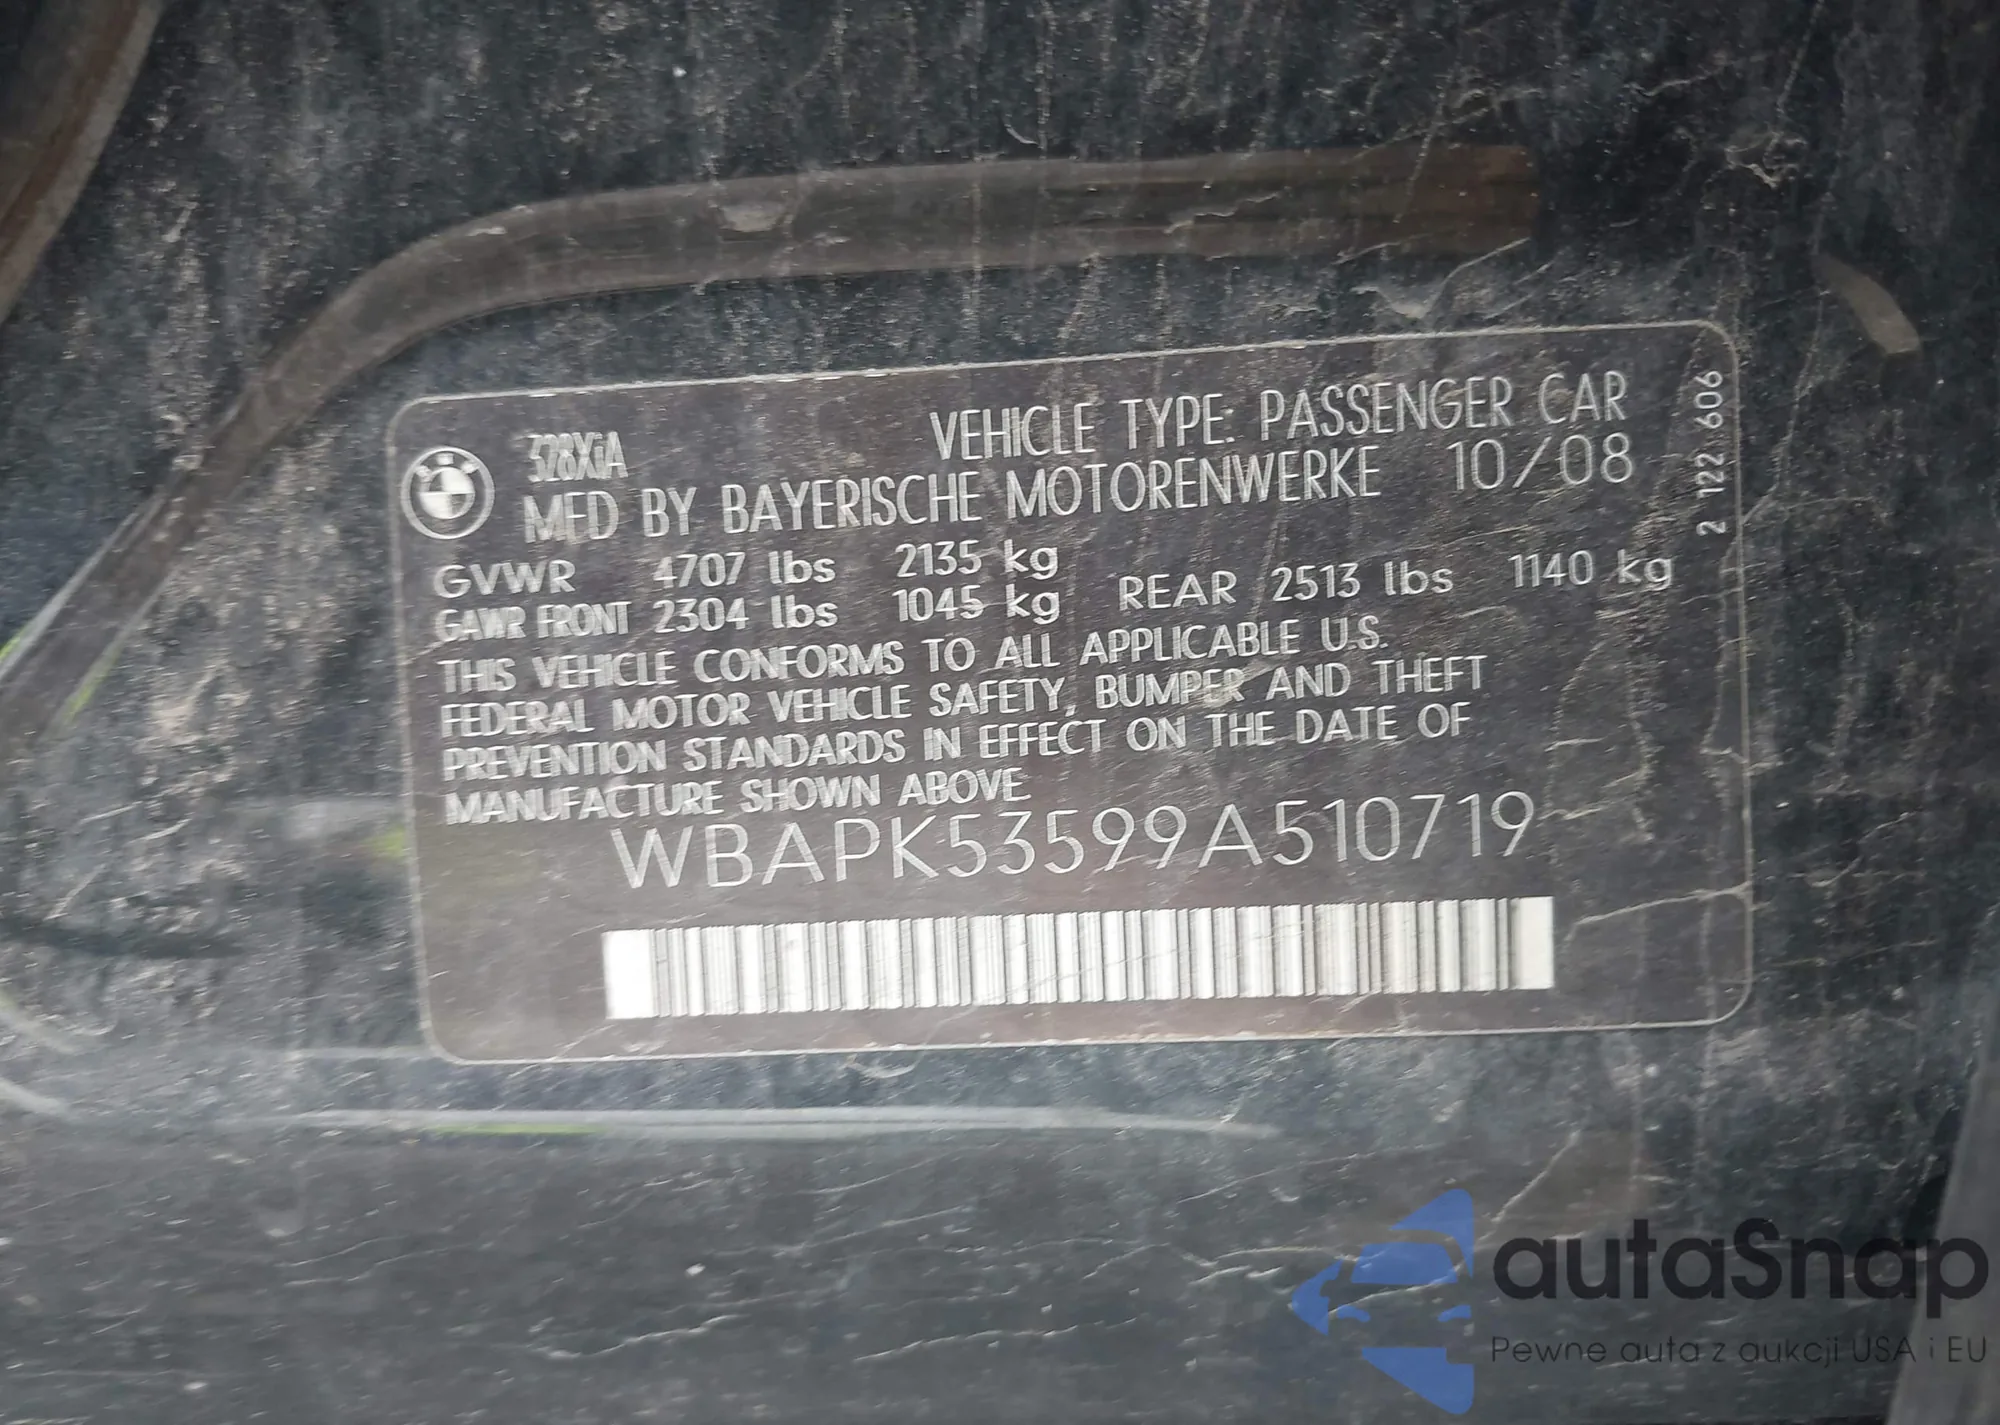 328XiA
VEHICLE TYPE: PASSENGER CAR
MFD BY BAYERISCHE MOTORENWERKE 10/08
GVWR 4707 lbs 2135 kg
GAWR FRONT 2304 lbs 1045 kg REAR 2513 lbs 1140 kg
THIS VEHICLE CONFORMS TO ALL APPLICABLE U.S.
FEDERAL MOTOR VEHICLE SAFETY, BUMPER AND THEFT
PREVENTION STANDARDS IN EFFECT ON THE DATE OF
MANUFACTURE SHOWN ABOVE
WBAPK53599A510719
2 122 606
autaSnap
Pewne auta z aukcji USA i EU